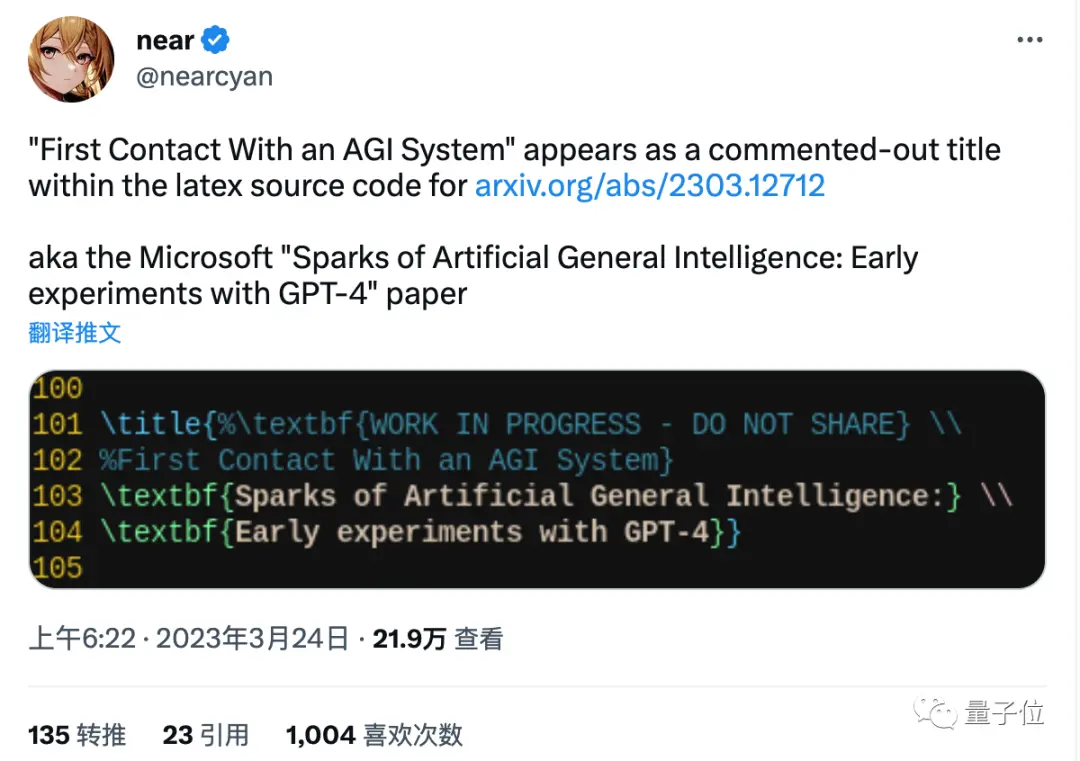 near
@nearcyan
"First Contact With an AGI System" appears as a commented-out title
within the latex source code for arxiv.org/abs/2303.12712
aka the Microsoft "Sparks of Artificial General Intelligence: Early
experiments with GPT-4" paper
翻译推文
100
101 \title{%\textbf{WORK IN PROGRESS - DO NOT SHARE} \\
102 %First Contact With an AGI System}
103 \textbf{Sparks of Artificial General Intelligence:} \\
104 \textbf{Early experiments with GPT-4}}
105
上午6:22 · 2023年3月24日 · 21.9万 查看
135 转推 23 引用 1,004 喜欢次数
量子位